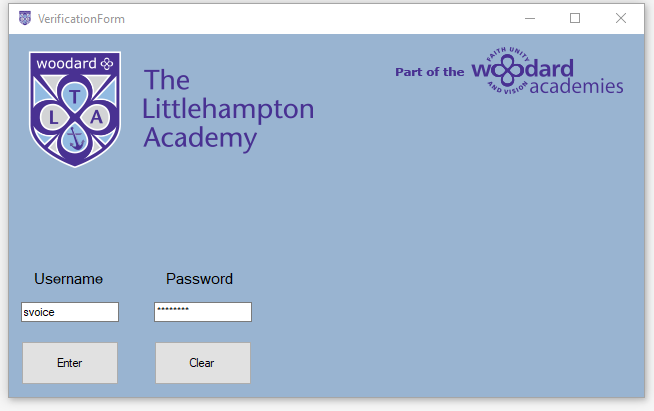 VerificationForm
woodard
T
L A
The
Littlehampton
Academy
Part of the woodard academies
FAITH UNITY
AND VISION
Username Password
svoice ********
Enter Clear